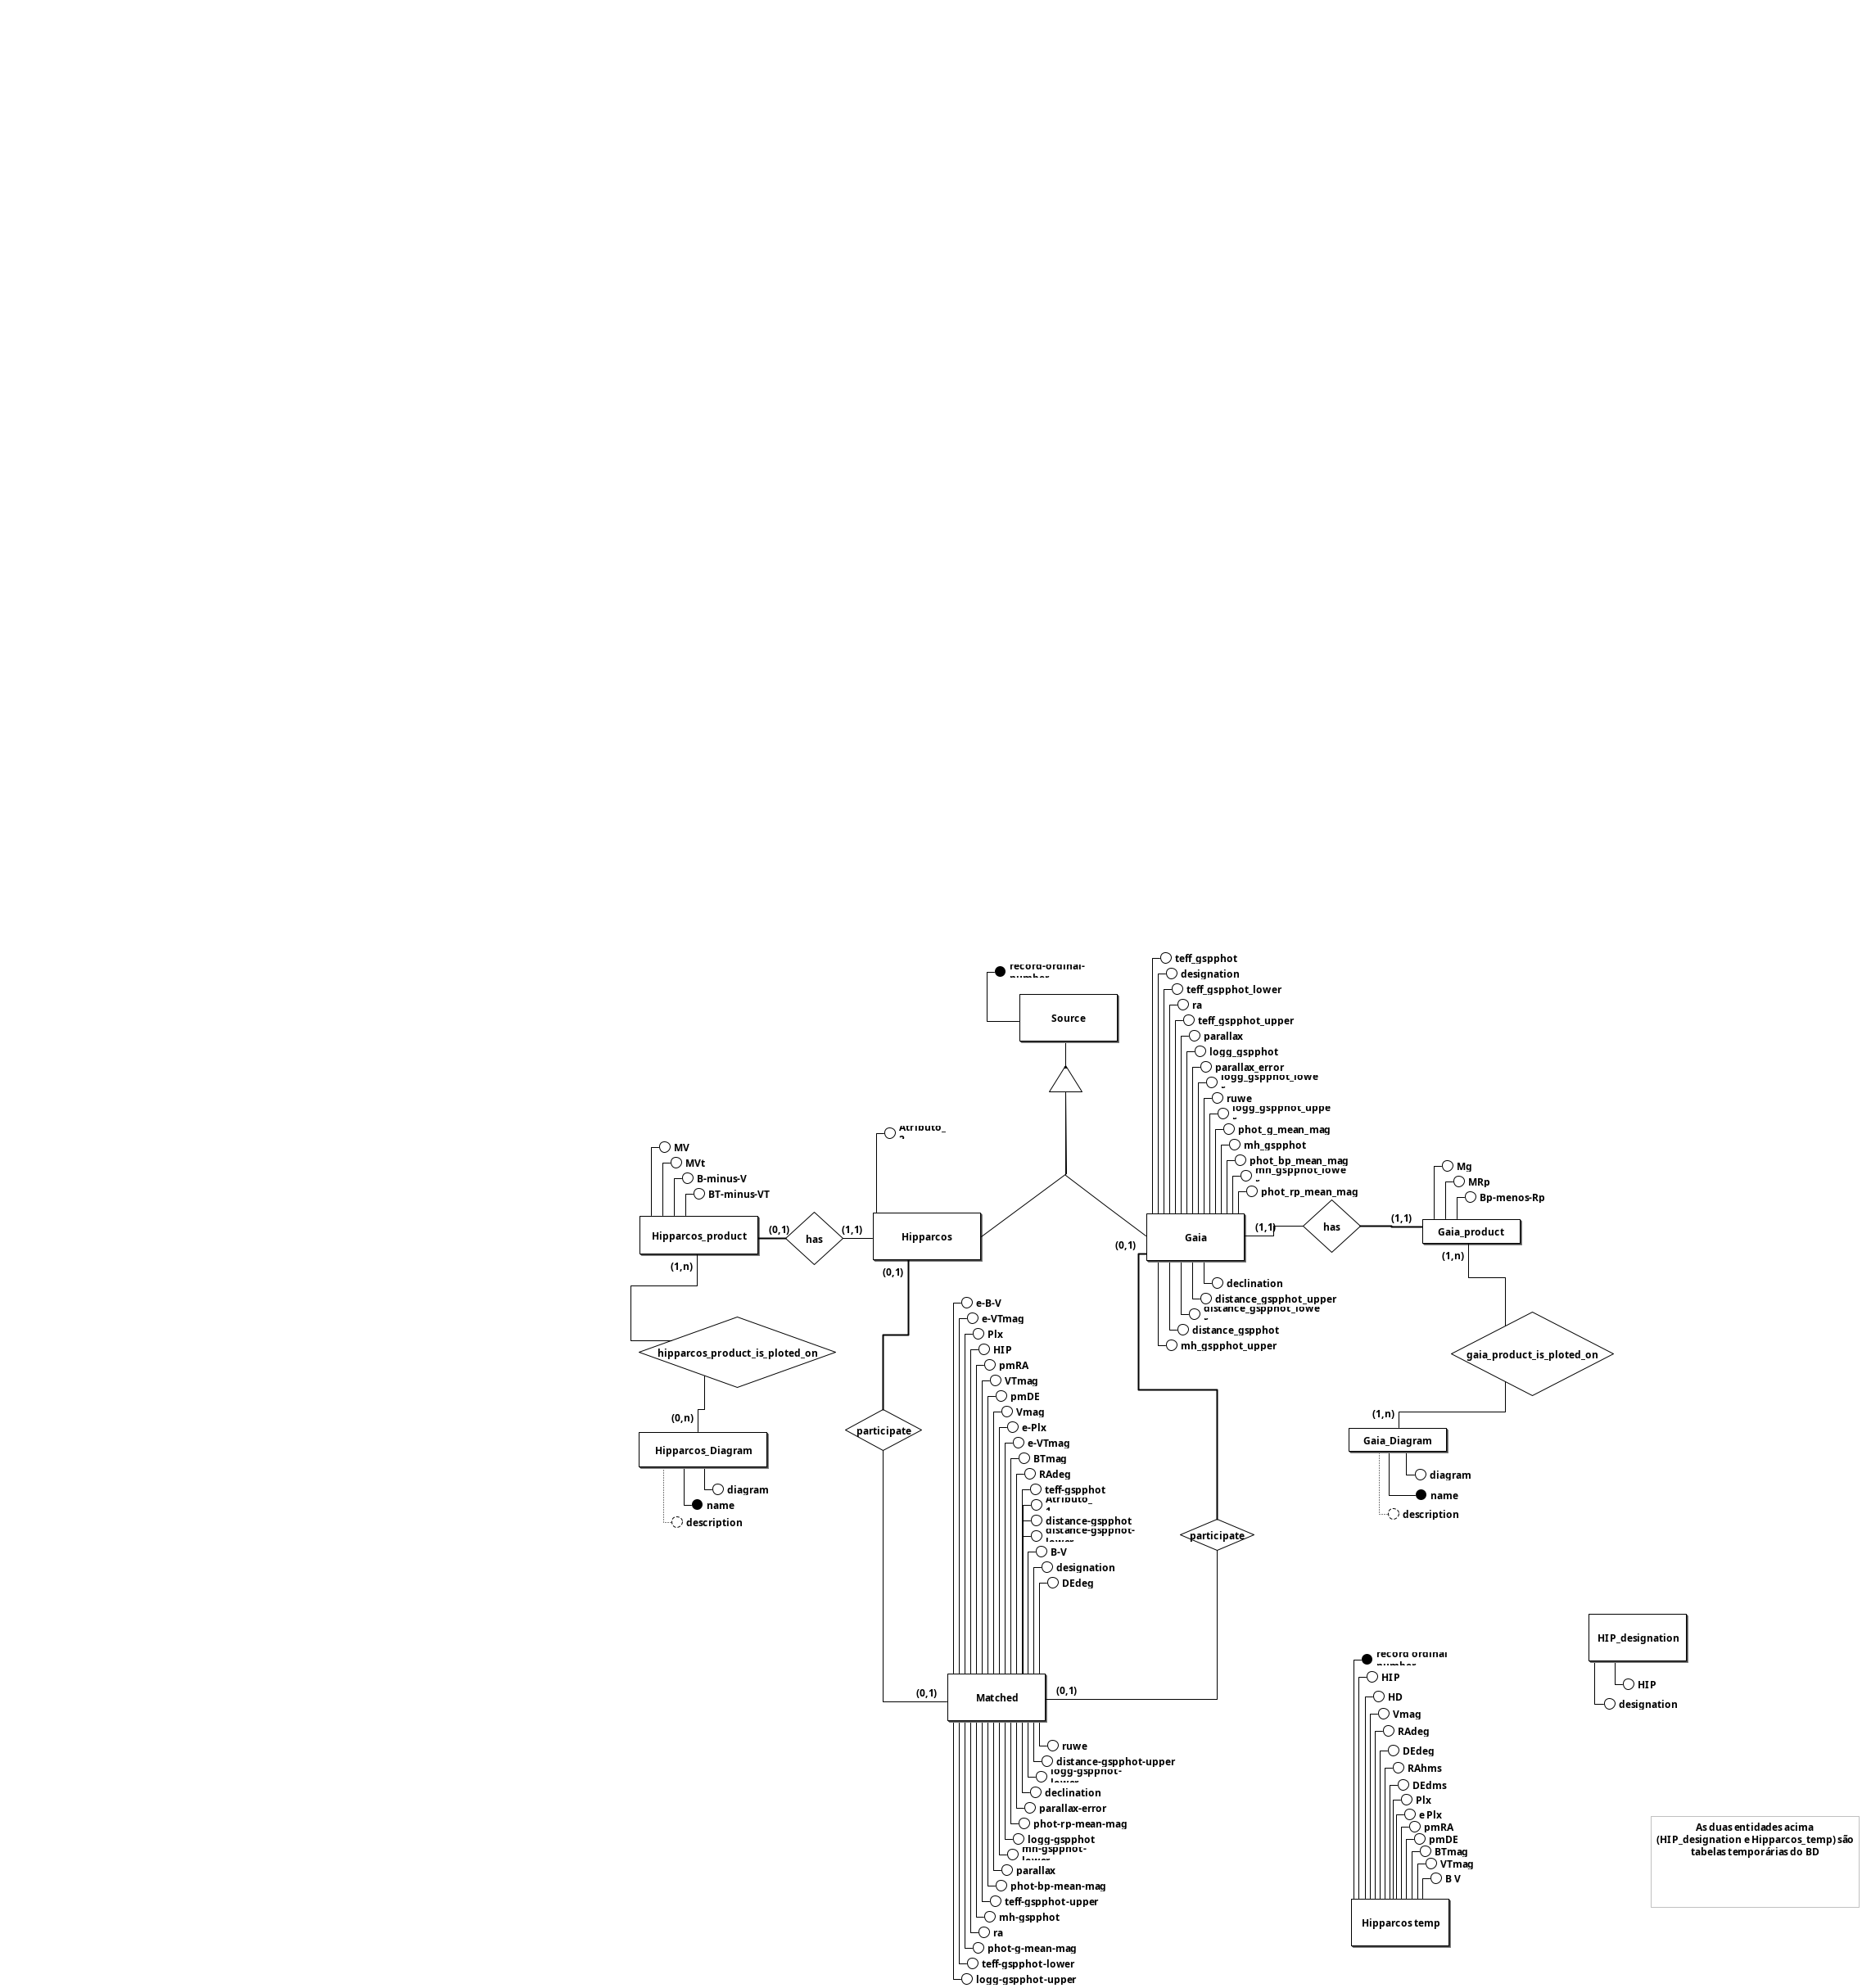 record-ordinal-
number
Source
teff_gspphot
designation
teff_gspphot_lower
ra
teff_gspphot_upper
parallax
logg_gspphot
parallax_error
logg_gspphot_lowe
ruwe
logg_gspphot_uppe
phot_g_mean_mag
mh_gspphot
phot_bp_mean_mag
mh_gspphot_lowe
phot_rp_mean_mag
Atributo_
MV
MVt
B-minus-V
BT-minus-VT
Hipparcos_product
(0,1)
has
(1,1)
Hipparcos
Gaia
(1,1)
has
(1,1)
Gaia_product
Mg
MRp
Bp-menos-Rp
(1,n)
(0,1)
(0,1)
(1,n)
declination
distance_gspphot_upper
distance_gspphot_lowe
distance_gspphot
mh_gspphot_upper
hipparcos_product_is_ploted_on
gaia_product_is_ploted_on
(0,n)
Hipparcos_Diagram
diagram
name
description
participate
(1,n)
Gaia_Diagram
diagram
name
description
participate
e-B-V
e-VTmag
Plx
HIP
pmRA
VTmag
pmDE
Vmag
e-Plx
e-VTmag
BTmag
RAdeg
teff-gspphot
Atributo_
distance-gspphot
distance-gspphot-
lower
B-V
designation
DEdeg
(0,1)
Matched
(0,1)
ruwe
distance-gspphot-upper
logg-gspphot-
lower
declination
parallax-error
phot-rp-mean-mag
logg-gspphot
mh-gspphot-
lower
parallax
phot-bp-mean-mag
teff-gspphot-upper
mh-gspphot
ra
phot-g-mean-mag
teff-gspphot-lower
logg-gspphot-upper
HIP_designation
HIP
designation
record ordinal
number
HIP
HD
Vmag
RAdeg
DEdeg
RAhms
DEdms
Plx
e Plx
pmRA
pmDE
BTmag
VTmag
B V
Hipparcos temp
As duas entidades acima
(HIP_designation e Hipparcos_temp) são
tabelas temporárias do BD